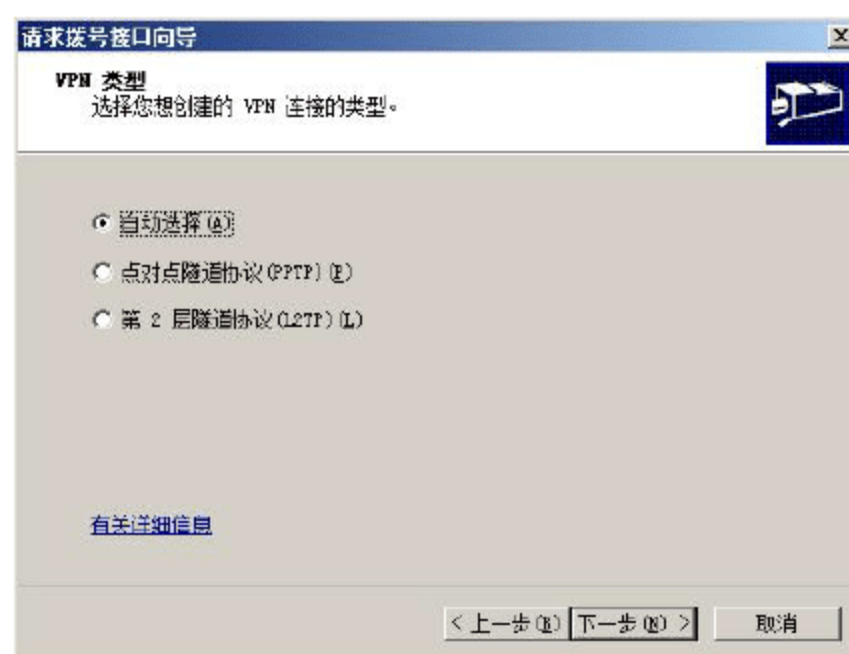 请求拨号接口向导
VPN 类型
选择您想创建的 VPN 连接的类型。
自动选择(A)
点对点隧道协议(PPTP)(P)
第 2 层隧道协议(L2TP)(L)
有关详细信息
< 上一步(B) 下一步(N) > 取消